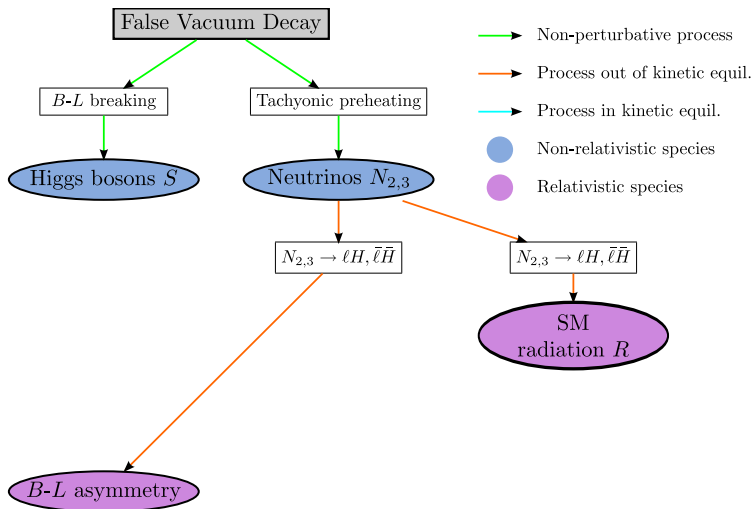 False Vacuum Decay
Non-perturbative process
Process out of kinetic equil.
Process in kinetic equil.
Non-relativistic species
Relativistic species
B-L breaking
Tachyonic preheating
Higgs bosons S
Neutrinos N₂,₃
N₂,₃ → ℓH, ℓ̄H̄
N₂,₃ → ℓH, ℓ̄H̄
SM
radiation R
B-L asymmetry